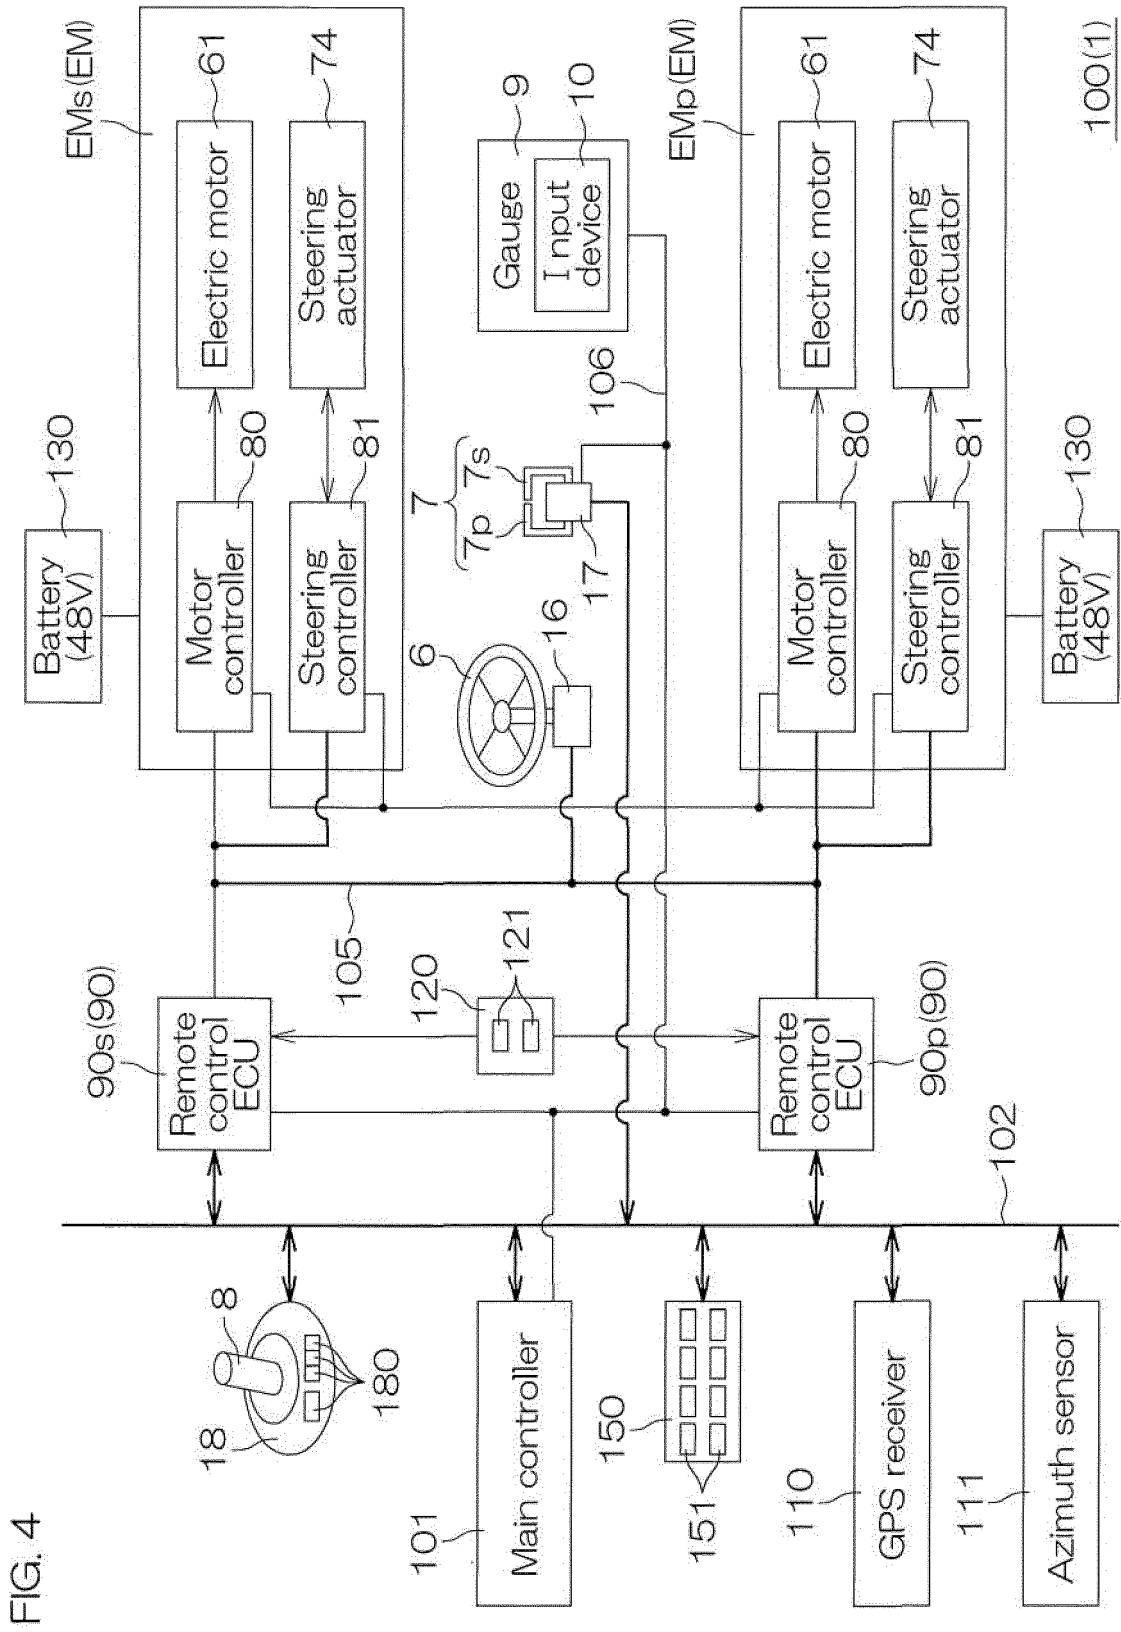 FIG. 4
100(1)
18
8
180
101
Main controller
150
151
110
GPS receiver
111
Azimuth sensor
102
90s(90)
Remote
control
ECU
120
121
90p(90)
Remote
control
ECU
105
106
6
16
7
7p
7s
17
9
Gauge
10
Input
device
130
Battery
(48V)
EMs(EM)
Motor
controller
80
Electric motor
61
Steering
controller
81
Steering
actuator
74
EMp(EM)
Motor
controller
80
Electric motor
61
Steering
controller
81
Steering
actuator
74
130
Battery
(48V)